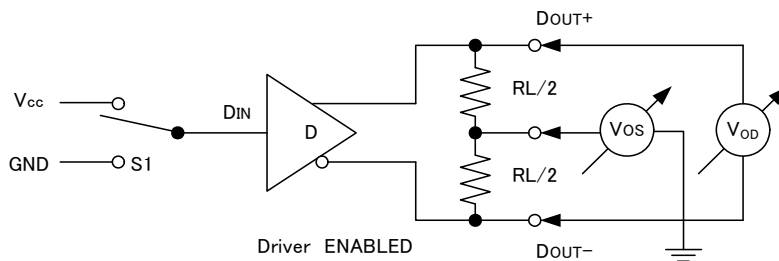 DOUT+
Vcc
DIN
RL/2
D
VOS
VOD
GND
S1
RL/2
Driver ENABLED
DOUT-